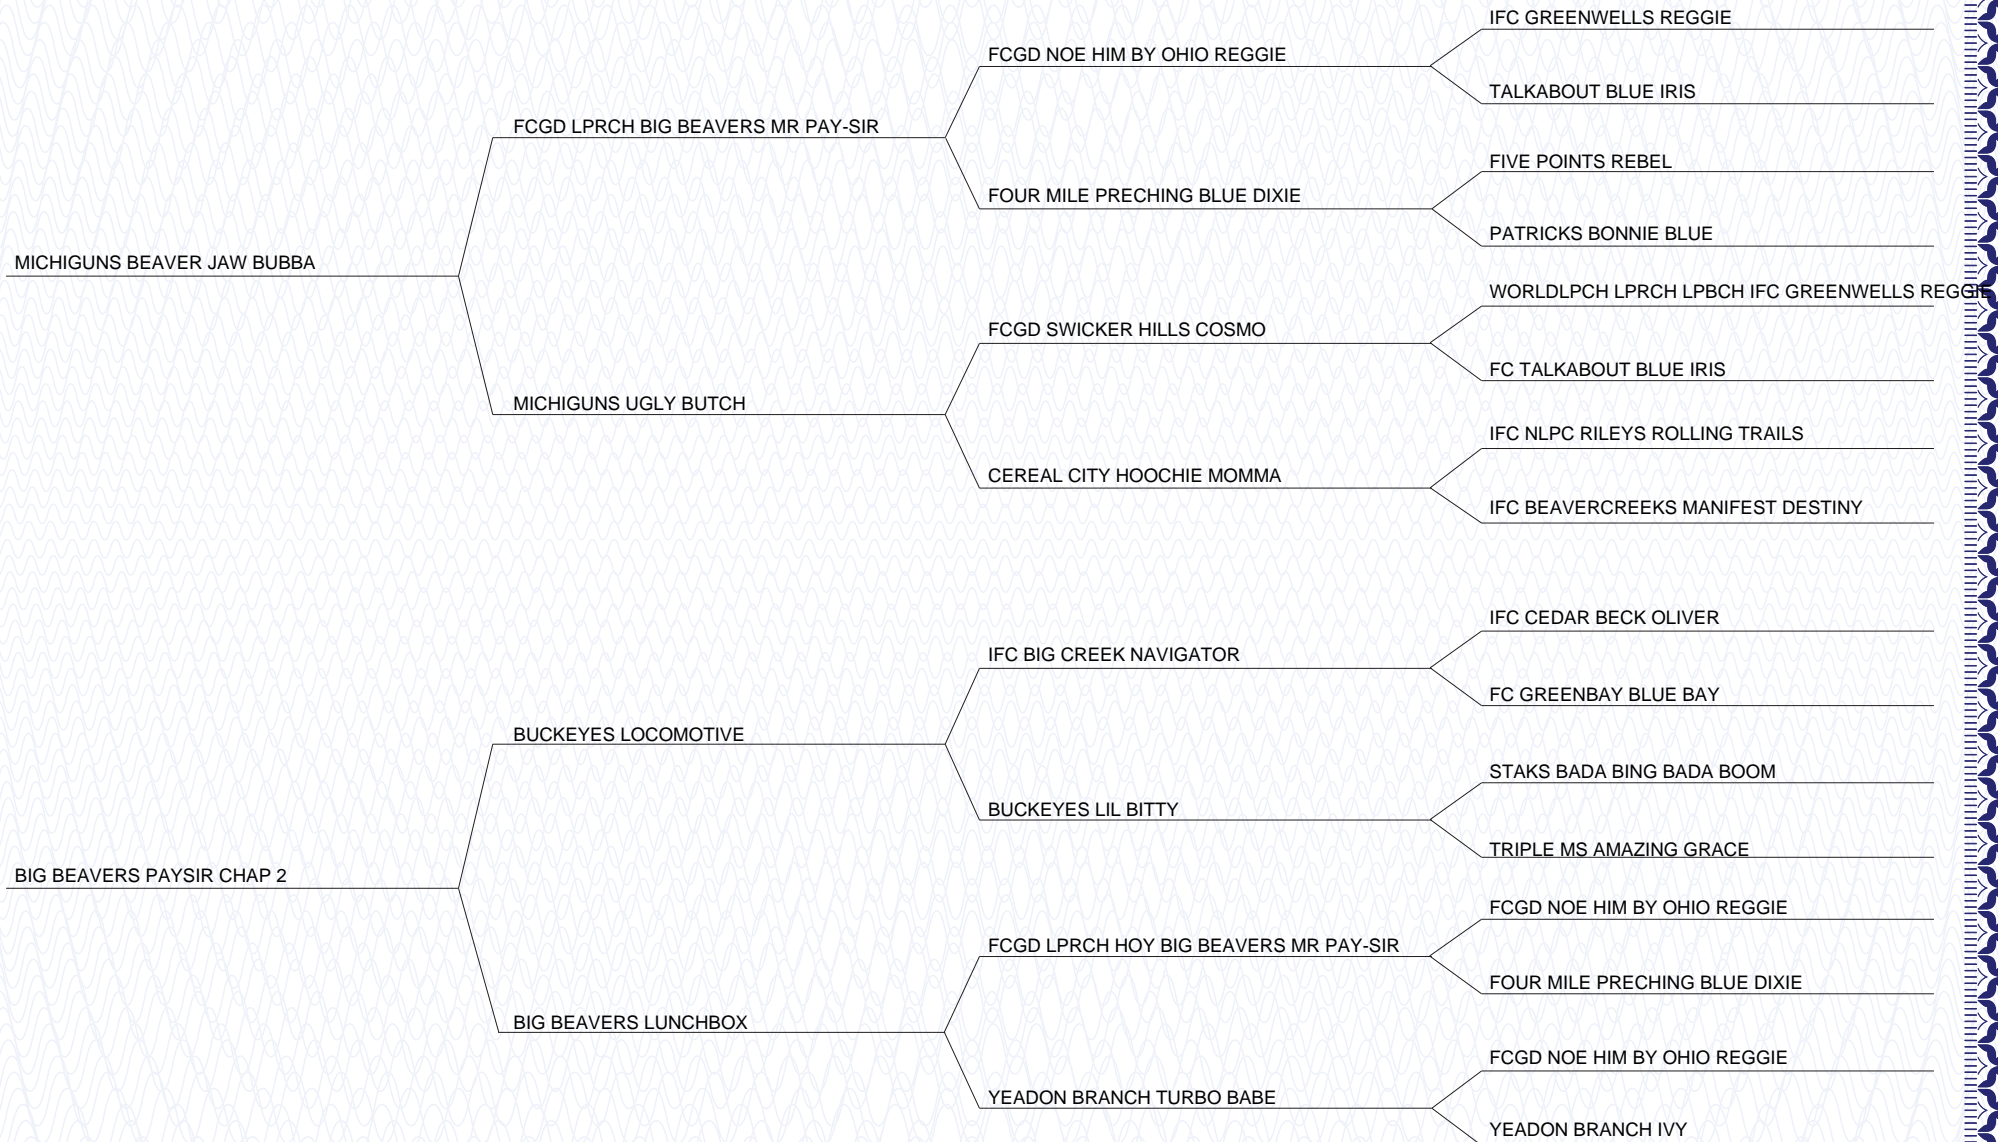 IFC GREENWELLS REGGIE
FCGD NOE HIM BY OHIO REGGIE
TALKABOUT BLUE IRIS
FCGD LPRCH BIG BEAVERS MR PAY-SIR
FIVE POINTS REBEL
FOUR MILE PRECHING BLUE DIXIE
PATRICKS BONNIE BLUE
MICHIGUNS BEAVER JAW BUBBA
WORLDLPCH LPRCH LPBCH IFC GREENWELLS REGGIE
FCGD SWICKER HILLS COSMO
FC TALKABOUT BLUE IRIS
MICHIGUNS UGLY BUTCH
IFC NLPC RILEYS ROLLING TRAILS
CEREAL CITY HOOCHIE MOMMA
IFC BEAVERCREEKS MANIFEST DESTINY
IFC CEDAR BECK OLIVER
IFC BIG CREEK NAVIGATOR
FC GREENBAY BLUE BAY
BUCKEYES LOCOMOTIVE
STAKS BADA BING BADA BOOM
BUCKEYES LIL BITTY
TRIPLE MS AMAZING GRACE
BIG BEAVERS PAYSIR CHAP 2
FCGD NOE HIM BY OHIO REGGIE
FCGD LPRCH HOY BIG BEAVERS MR PAY-SIR
FOUR MILE PRECHING BLUE DIXIE
BIG BEAVERS LUNCHBOX
FCGD NOE HIM BY OHIO REGGIE
YEADON BRANCH TURBO BABE
YEADON BRANCH IVY